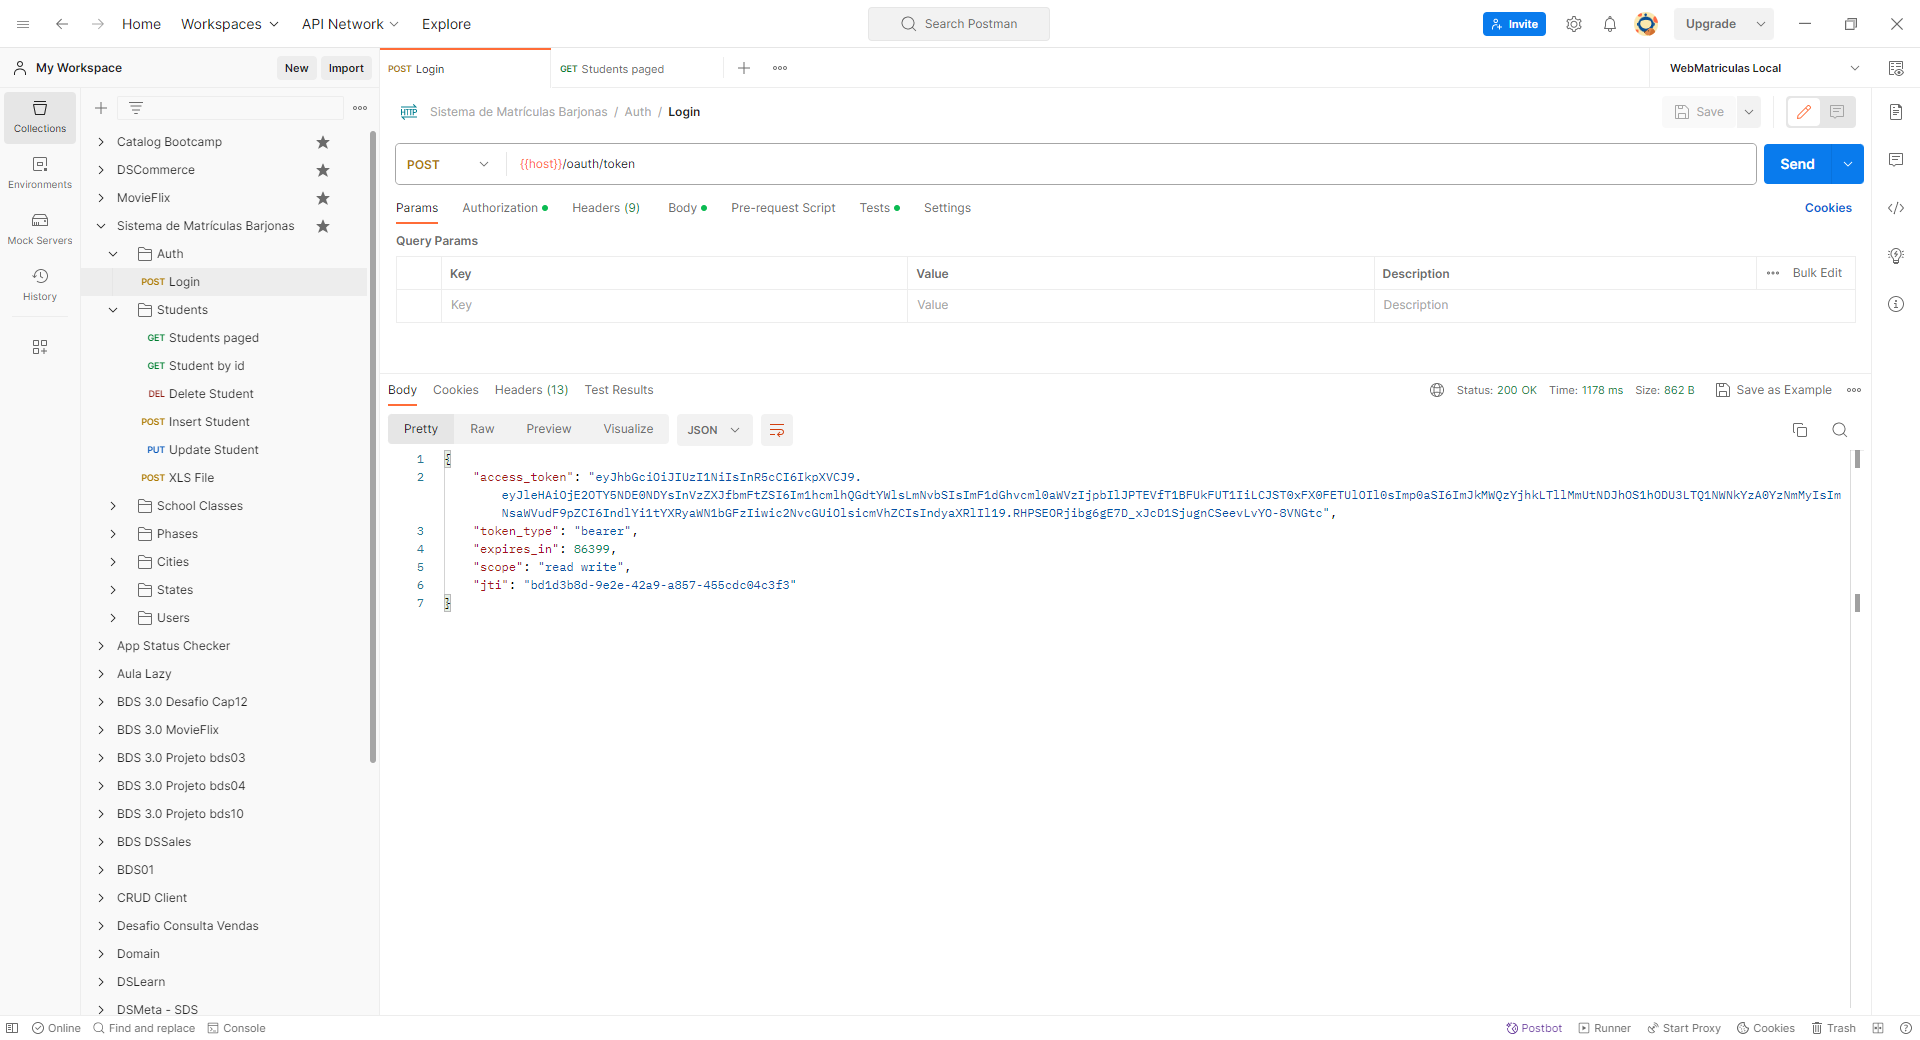 Home
Workspaces
API Network
Explore
Search Postman
Invite
Upgrade
My Workspace
New
Import
POST Login
GET Students paged
WebMatriculas Local
Collections
Environments
Mock Servers
History
Catalog Bootcamp
DSCommerce
MovieFlix
Sistema de Matrículas Barjonas
Auth
POST Login
Students
GET Students paged
GET Student by id
DEL Delete Student
POST Insert Student
PUT Update Student
POST XLS File
School Classes
Phases
Cities
States
Users
App Status Checker
Aula Lazy
BDS 3.0 Desafio Cap12
BDS 3.0 MovieFlix
BDS 3.0 Projeto bds03
BDS 3.0 Projeto bds04
BDS 3.0 Projeto bds10
BDS DSSales
BDS01
CRUD Client
Desafio Consulta Vendas
Domain
DSLearn
DSMeta - SDS
HTTP Sistema de Matrículas Barjonas / Auth / Login
Save
POST {{host}}/oauth/token
Send
Params Authorization Headers (9) Body Pre-request Script Tests Settings
Cookies
Query Params
Key Value Description Bulk Edit
Key Value Description
Body Cookies Headers (13) Test Results
Status: 200 OK Time: 1178 ms Size: 862 B Save as Example
Pretty Raw Preview Visualize JSON
1 {
2 "access_token": "eyJhbGciOiJIUzI1NiIsInR5cCI6IkpXVCJ9.
eyJleHAiOjE2OTY5NDE0NDYsInVzZXJfbmFtZSI6Im1hcmlhQGdtYWlsLmNvbSIsImF1dGhvcml0aWVzIjpbIlJPTEVfT1BFUkFUT1IiLCJST0xFX0FETUlOIl0sImp0aSI6ImJkMWQzYjhkLTllMmUtNDJhOS1hODU3LTQ1NWNkYzA0YzNmMyIsIm
NsaWVudF9pZCI6IndlYi1tYXRyaWN1bGFzIiwic2NvcGUiOlsicmVhZCIsIndyaXRlIl19.RHPSEORjibg6gE7D_xJcD1SjugnCSeevLvYO-8VNGtc",
3 "token_type": "bearer",
4 "expires_in": 86399,
5 "scope": "read write",
6 "jti": "bd1d3b8d-9e2e-42a9-a857-455cdc04c3f3"
7 }
Online
Find and replace
Console
Postbot
Runner
Start Proxy
Cookies
Trash